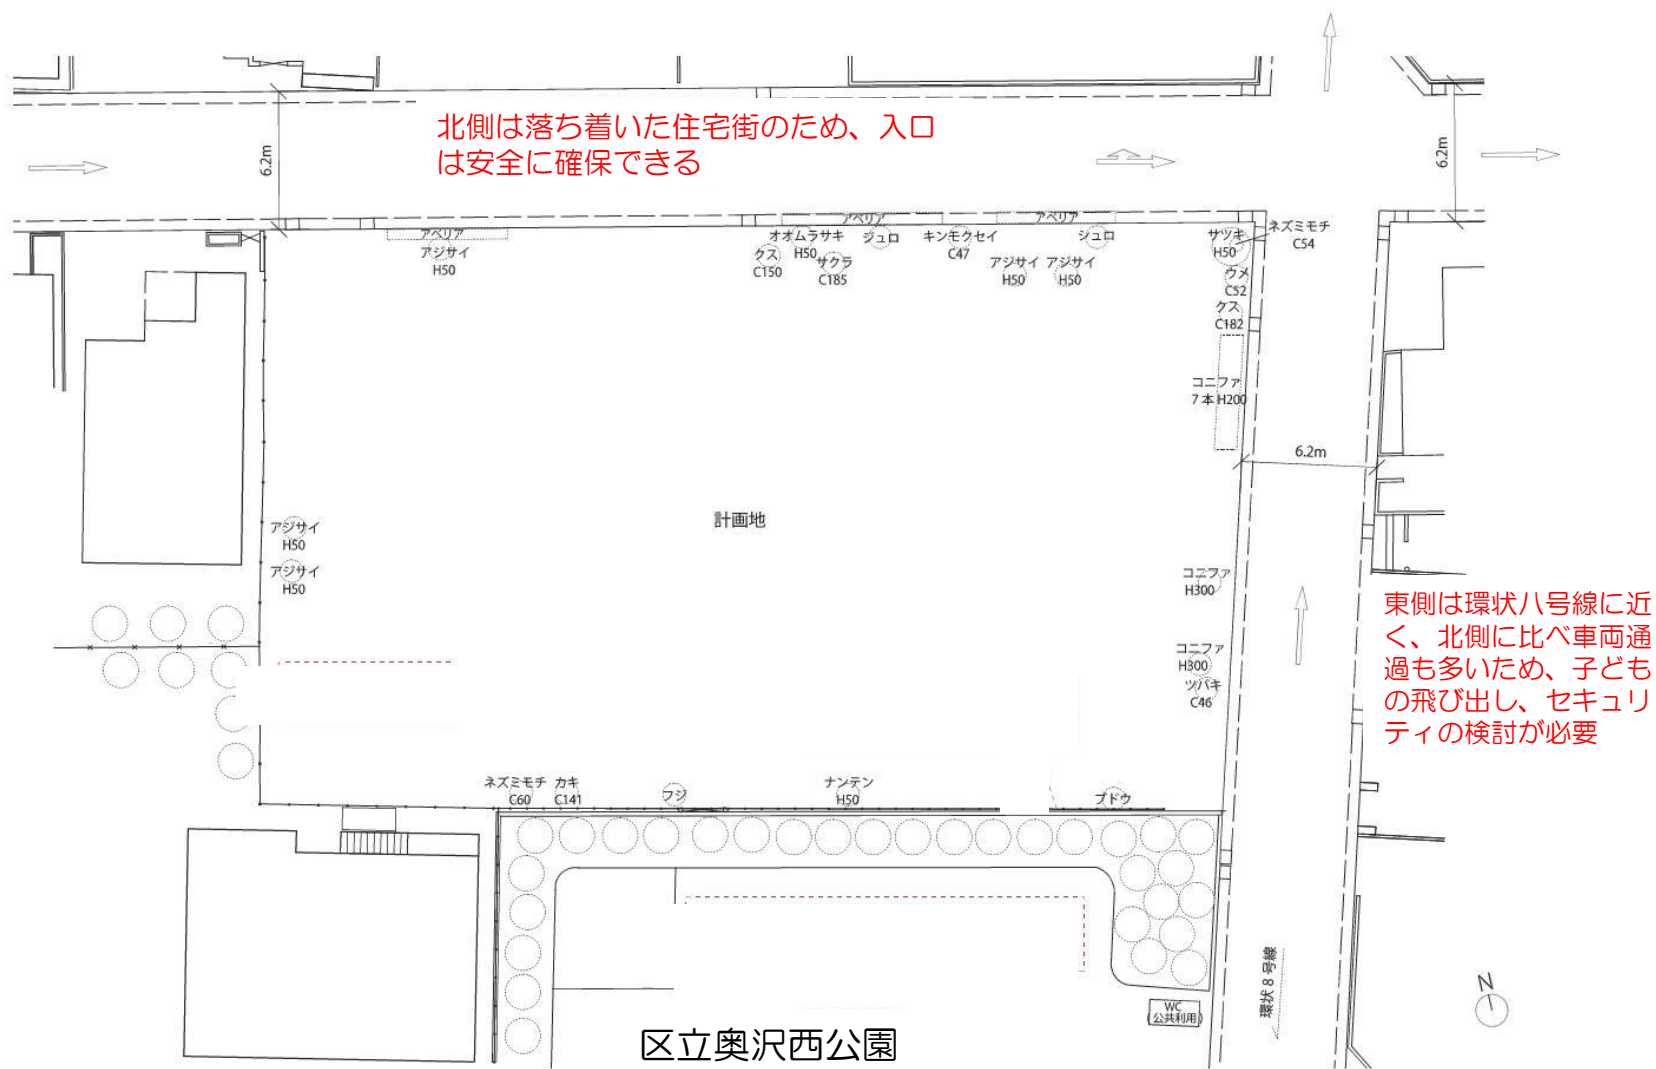 北側は落ち着いた住宅街のため、入口
は安全に確保できる
6.2m
6.2m
アベリア
アベリア
アベリア
アジサイ
H50
オオムラサキ
H50
ジュロ
キンモクセイ
C47
ジュロ
サツキ
H50
ネズミモチ
C54
クス
C150
サクラ
C185
アジサイ
H50
アジサイ
H50
ウメ
C52
クス
C182
コニファ
7本 H200
6.2m
計画地
アジサイ
H50
アジサイ
H50
コニファ
H300
東側は環状八号線に近
く、北側に比べ車両通
過も多いため、子ども
の飛び出し、セキュリ
ティの検討が必要
コニファ
H300
ツバキ
C46
ネズミモチ
C60
カキ
C141
フジ
ナンテン
H50
ブドウ
環状8号線
N
WC
(公共利用)
区立奥沢西公園